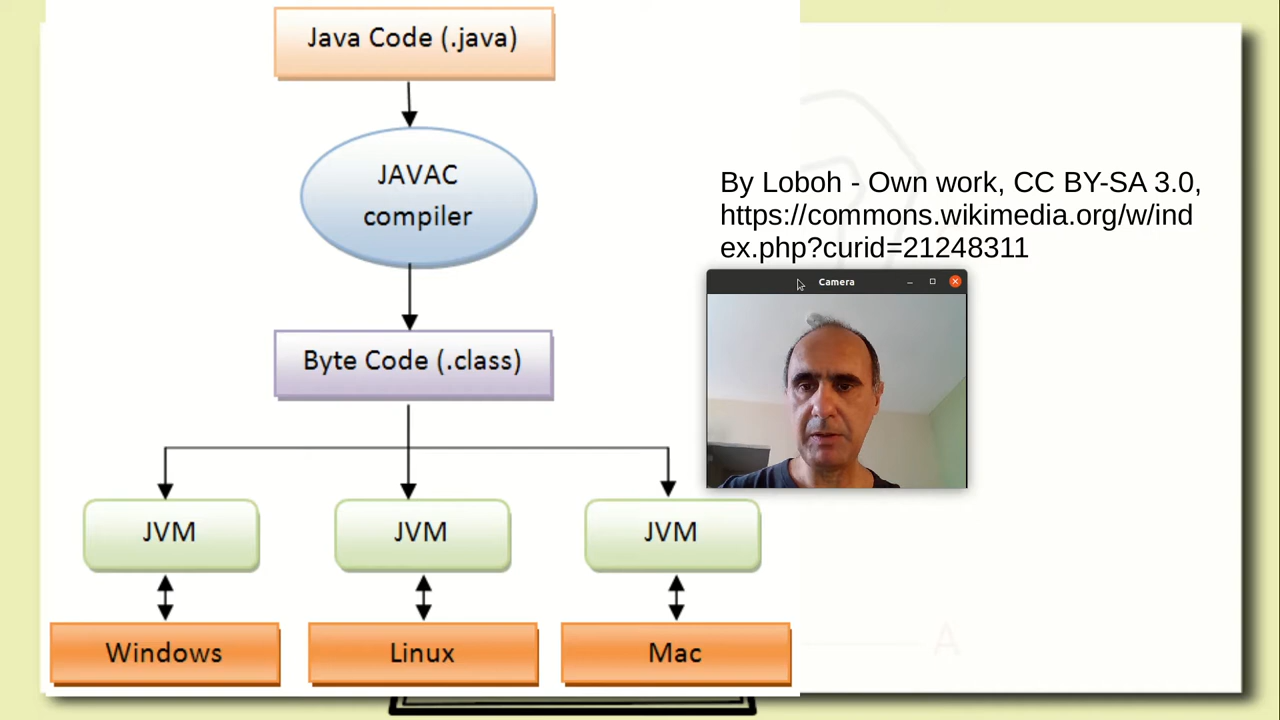 Java Code (.java)
JAVAC
compiler
By Loboh - Own work, CC BY-SA 3.0,
https://commons.wikimedia.org/w/ind
ex.php?curid=21248311
Camera
Byte Code (.class)
JVM JVM JVM
Windows Linux Mac
A